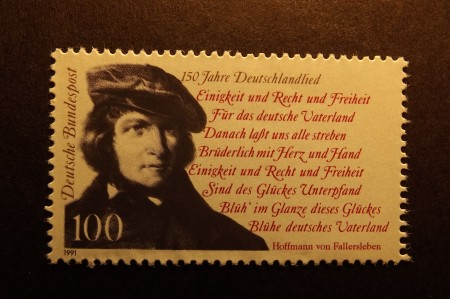 Deutsche Bundespost
150 Jahre Deutschlandlied
Einigkeit und Recht und Freiheit
Für das deutsche Vaterland
Danach laßt uns alle streben
Brüderlich mit Herz und Hand
Einigkeit und Recht und Freiheit
Sind des Glückes Unterpfand
Blüh' im Glanze dieses Glückes
Blühe deutsches Vaterland
Hoffmann von Fallersleben
100
1991